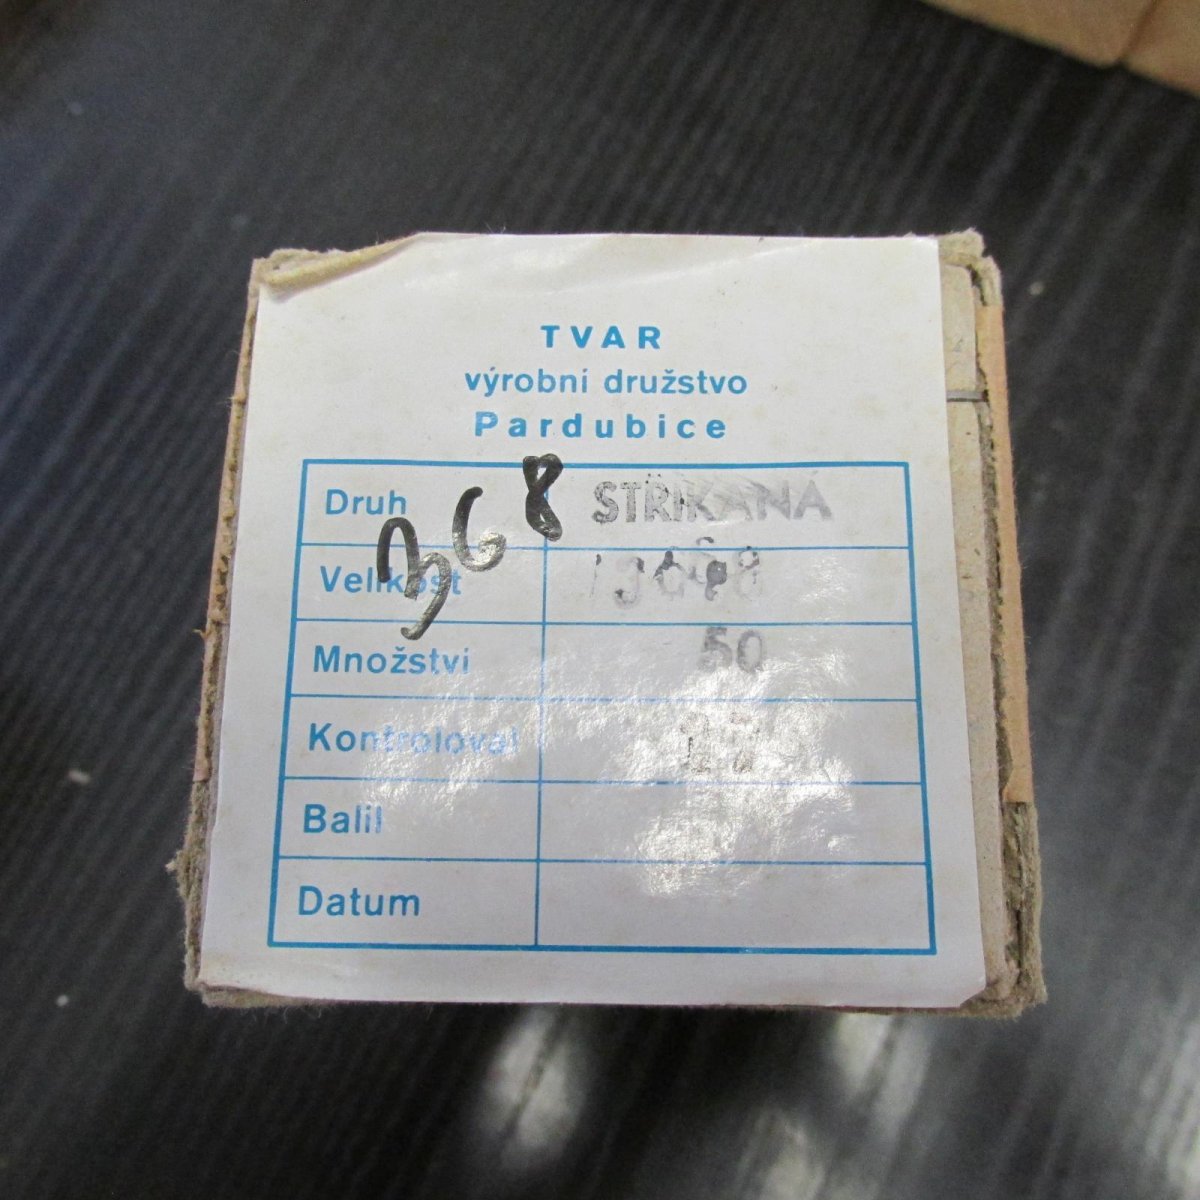 TVAR
výrobní družstvo
Pardubice
368
Druh STŘÍKANÁ
Velikost
Množství 50
Kontroloval
Balil
Datum